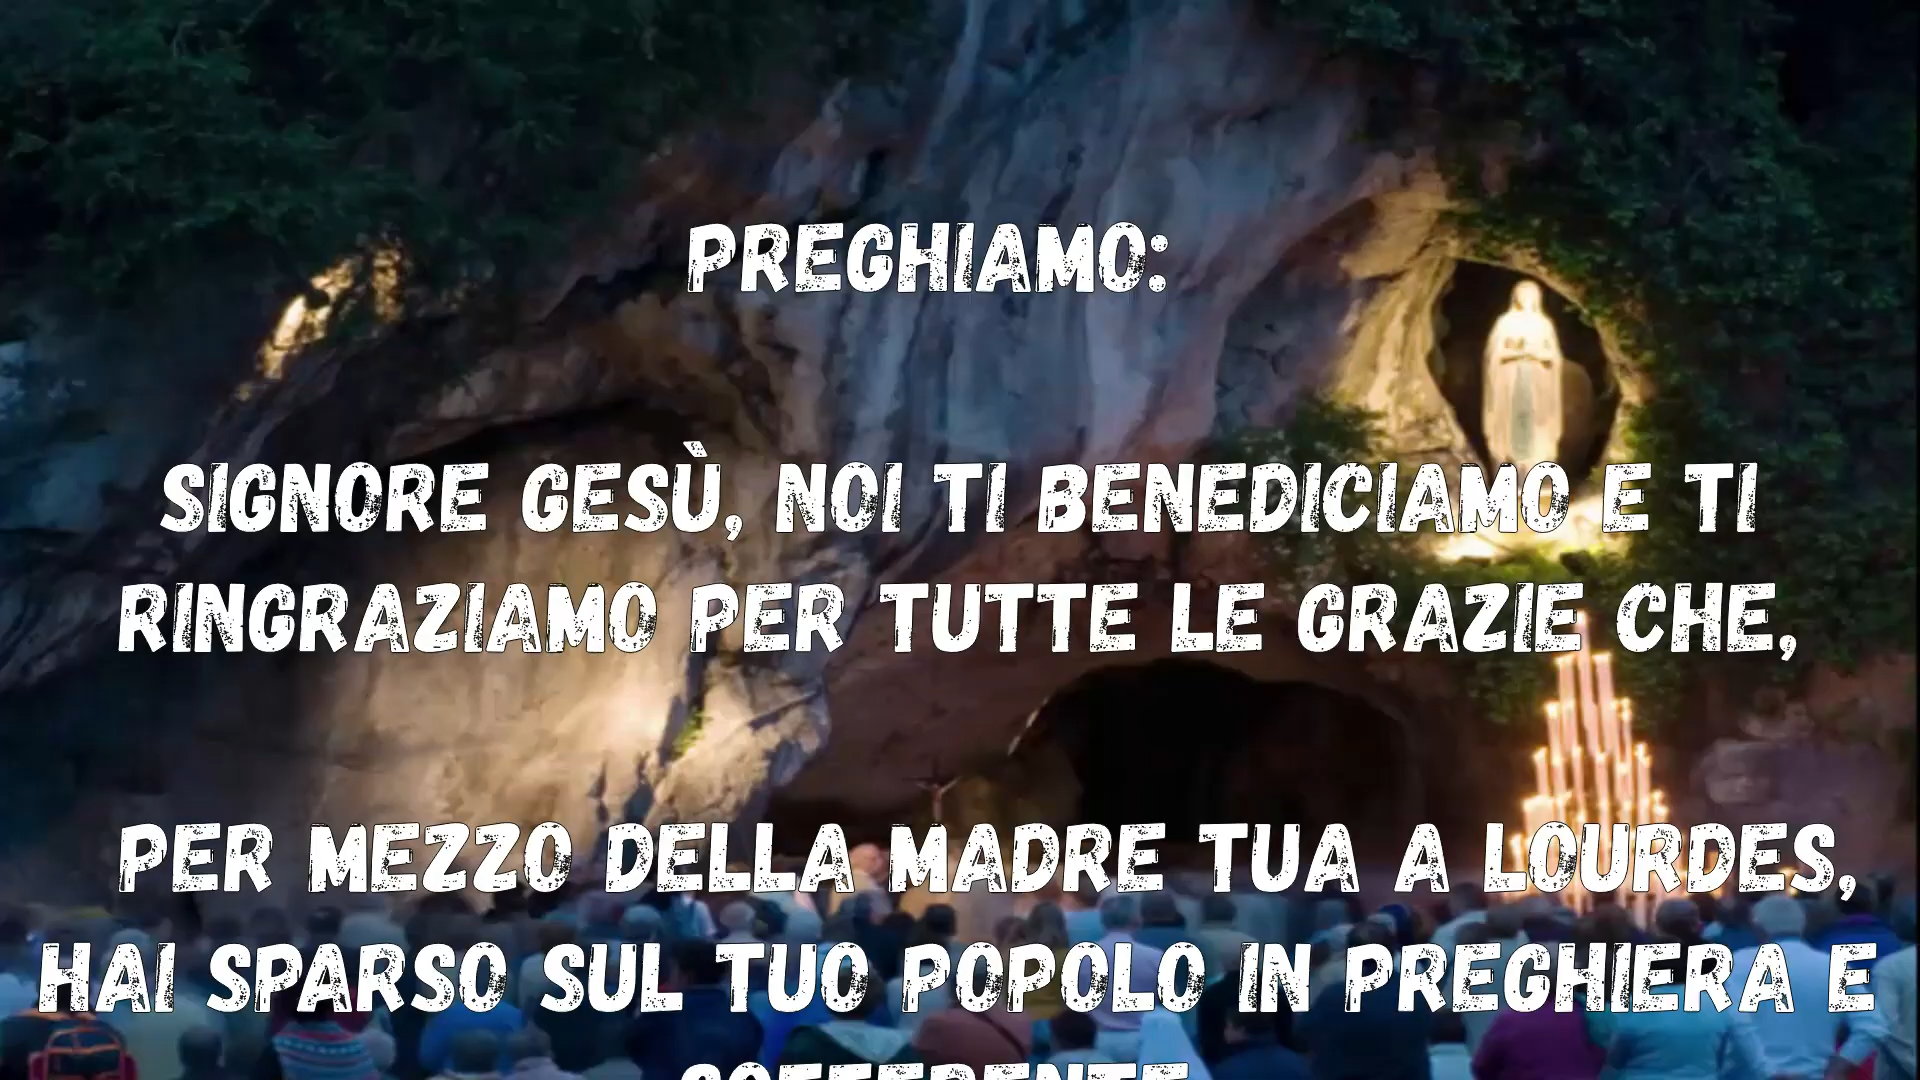 PREGHIAMO:
SIGNORE GESÙ, NOI TI BENEDICIAMO E TI
RINGRAZIAMO PER TUTTE LE GRAZIE CHE,
PER MEZZO DELLA MADRE TUA A LOURDES,
HAI SPARSO SUL TUO POPOLO IN PREGHIERA E
SOFFERENTE